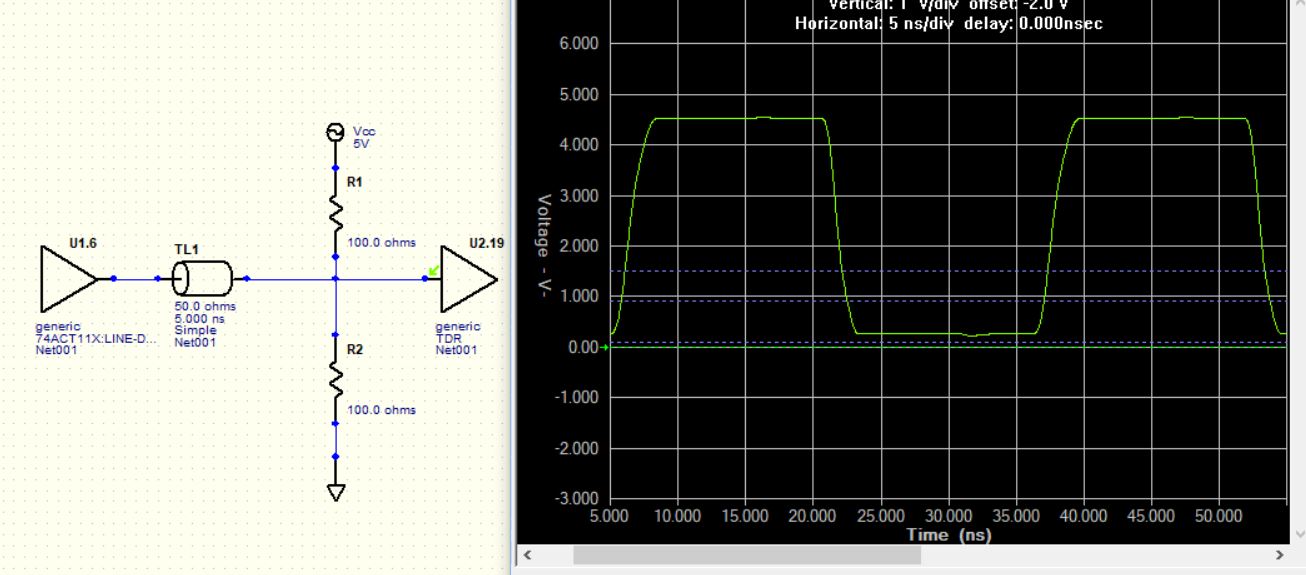 Vcc
5V
R1
100.0 ohms
U1.6
TL1
U2.19
50.0 ohms
5.000 ns
Simple
Net001
generic
74ACT11X:LINE-D...
Net001
generic
TDR
Net001
R2
100.0 ohms
Vertical: 1 V/div offset: -2.0 V
Horizontal: 5 ns/div delay: 0.000nsec
6.000
5.000
4.000
3.000
2.000
1.000
0.00
-1.000
-2.000
-3.000
Voltage - V -
5.000 10.000 15.000 20.000 25.000 30.000 35.000 40.000 45.000 50.000
Time (ns)